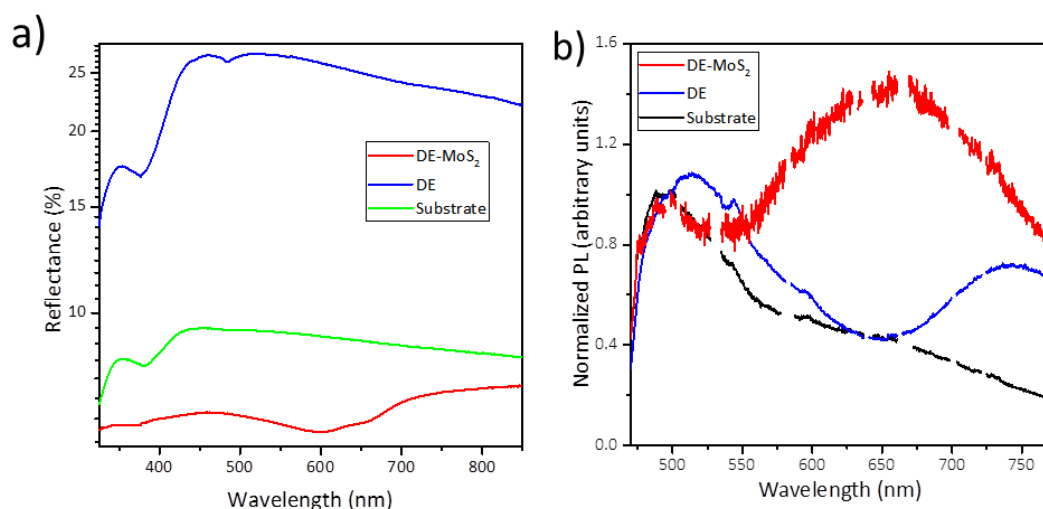 a)
Reflectance (%)
25
20
15
10
400 500 600 700 800
Wavelength (nm)
DE-MoS₂
DE
Substrate
b)
Normalized PL (arbitrary units)
1.6
1.2
0.8
0.4
0.0
500 550 600 650 700 750
Wavelength (nm)
DE-MoS₂
DE
Substrate